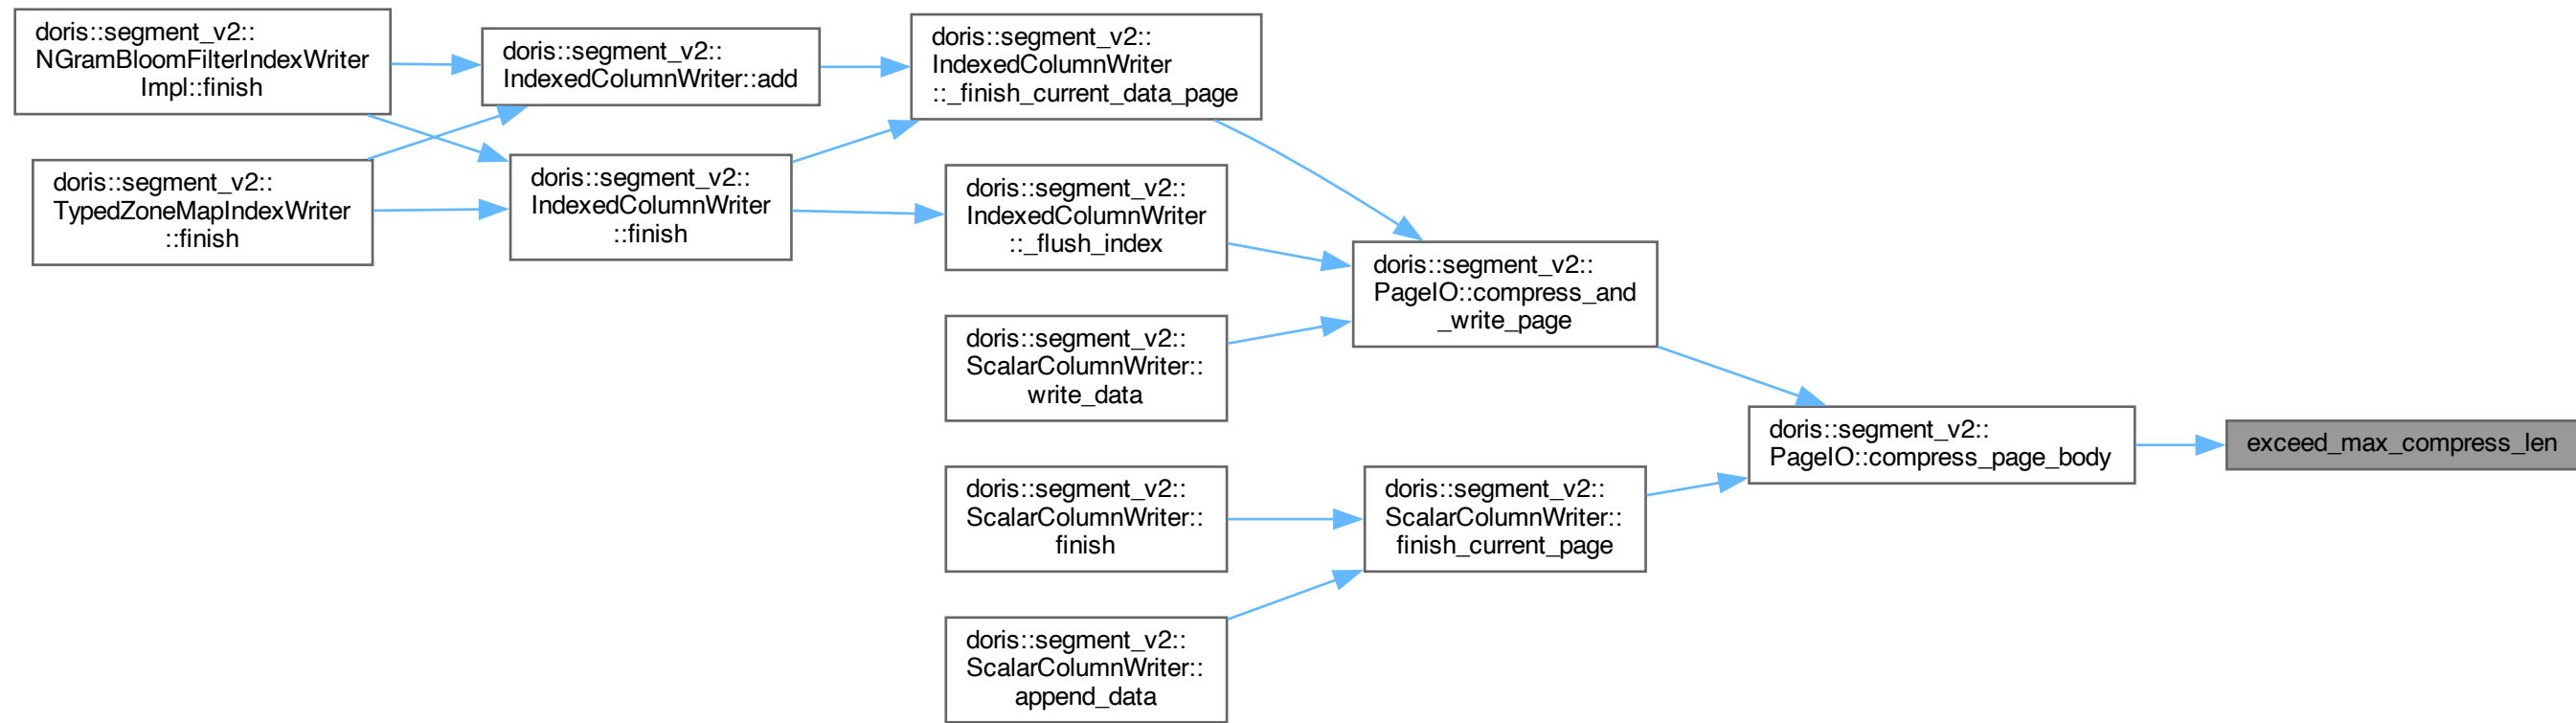 doris::segment_v2::
NGramBloomFilterIndexWriter
Impl::finish
doris::segment_v2::
TypedZoneMapIndexWriter
::finish
doris::segment_v2::
IndexedColumnWriter::add
doris::segment_v2::
IndexedColumnWriter
::finish
doris::segment_v2::
IndexedColumnWriter
::_finish_current_data_page
doris::segment_v2::
IndexedColumnWriter
::_flush_index
doris::segment_v2::
ScalarColumnWriter::
write_data
doris::segment_v2::
ScalarColumnWriter::
finish
doris::segment_v2::
ScalarColumnWriter::
append_data
doris::segment_v2::
PageIO::compress_and
_write_page
doris::segment_v2::
ScalarColumnWriter::
finish_current_page
doris::segment_v2::
PageIO::compress_page_body
exceed_max_compress_len